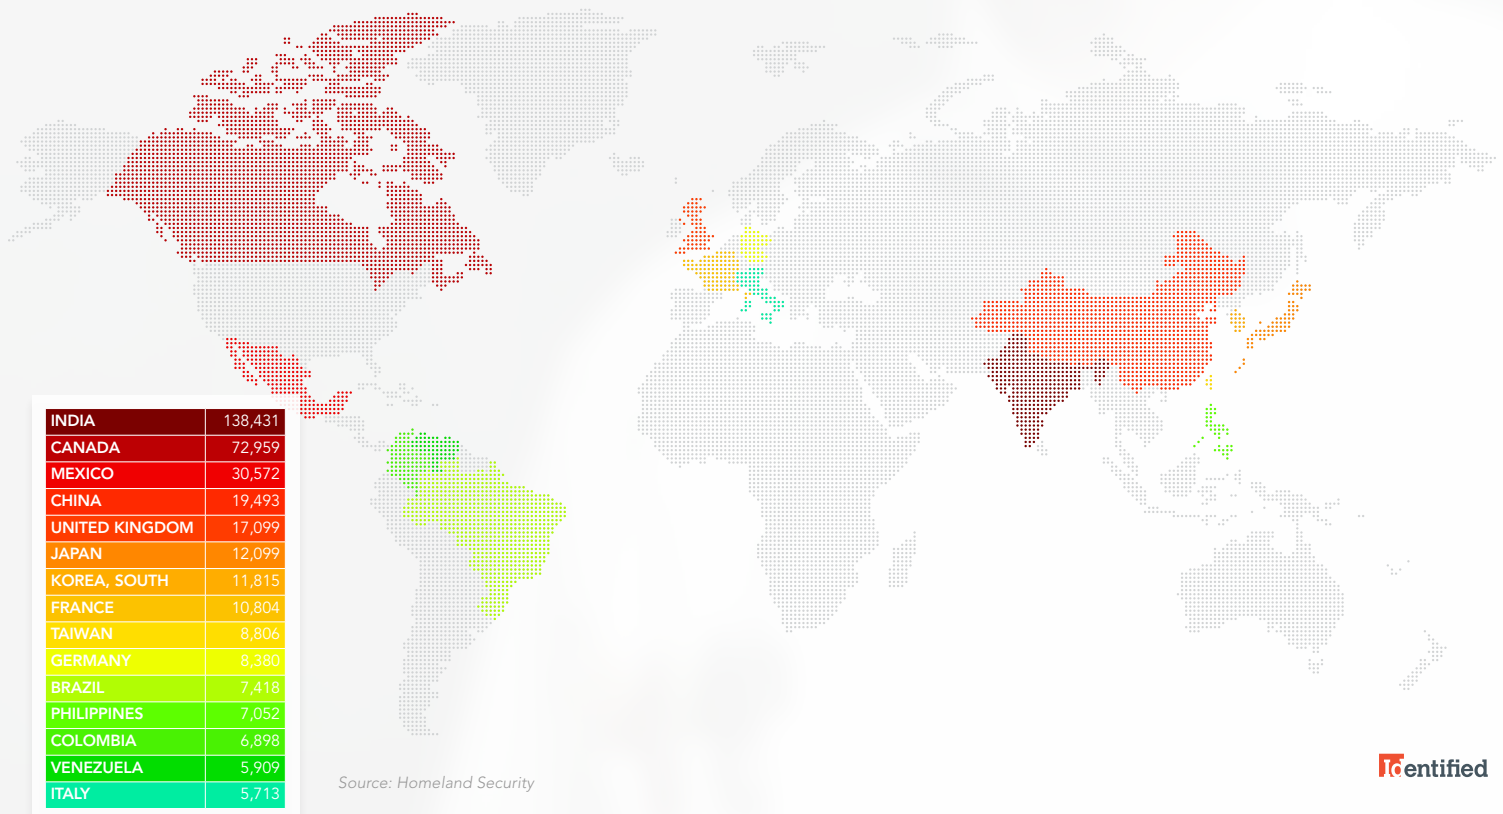 INDIA 138,431
CANADA 72,959
MEXICO 30,572
CHINA 19,493
UNITED KINGDOM 17,099
JAPAN 12,099
KOREA, SOUTH 11,815
FRANCE 10,804
TAIWAN 8,806
GERMANY 8,380
BRAZIL 7,418
PHILIPPINES 7,052
COLOMBIA 6,898
VENEZUELA 5,909
ITALY 5,713
Source: Homeland Security
Identified